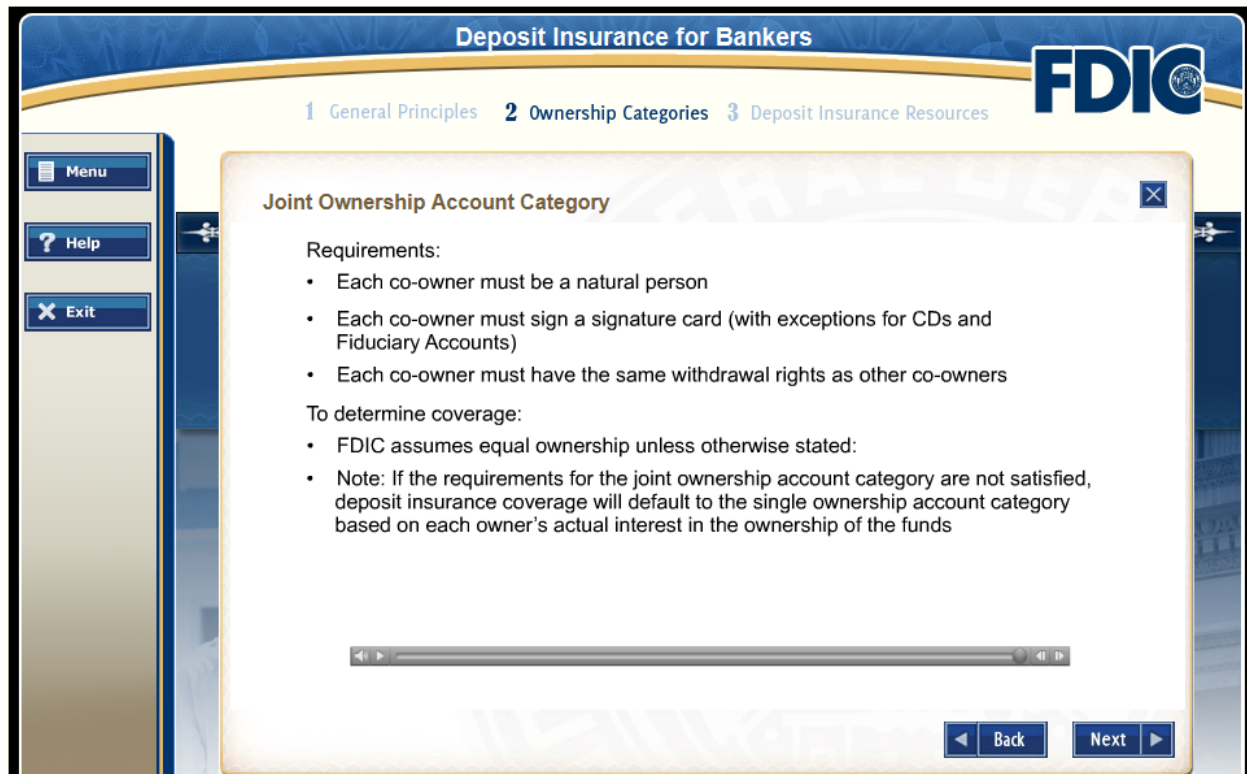 Deposit Insurance for Bankers
FDIC
1 General Principles 2 Ownership Categories 3 Deposit Insurance Resources
Menu
? Help
X Exit
Joint Ownership Account Category
Requirements:
• Each co-owner must be a natural person
• Each co-owner must sign a signature card (with exceptions for CDs and
Fiduciary Accounts)
• Each co-owner must have the same withdrawal rights as other co-owners
To determine coverage:
• FDIC assumes equal ownership unless otherwise stated:
• Note: If the requirements for the joint ownership account category are not satisfied,
deposit insurance coverage will default to the single ownership account category
based on each owner's actual interest in the ownership of the funds
Back
Next